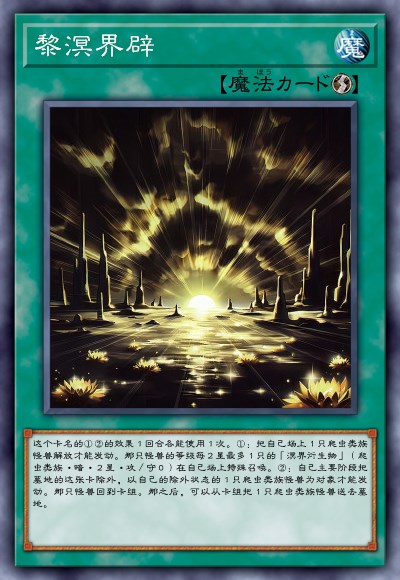 黎溟界辟
魔
【魔法カード】
まほう
这个卡名的①②的效果1回合各能使用1次。①：把自己场上1只爬虫类族
怪兽解放才能发动。那只怪兽的等级每2星最多1只的「溟界衍生物」（爬
虫类族·暗·2星·攻／守0）在自己场上特殊召唤。②：自己主要阶段把
墓地的这张卡除外，以自己的除外状态的1只爬虫类族怪兽为对象才能发
动。那只怪兽回到卡组。那之后，可以从卡组把1只爬虫类族怪兽送去墓
地。